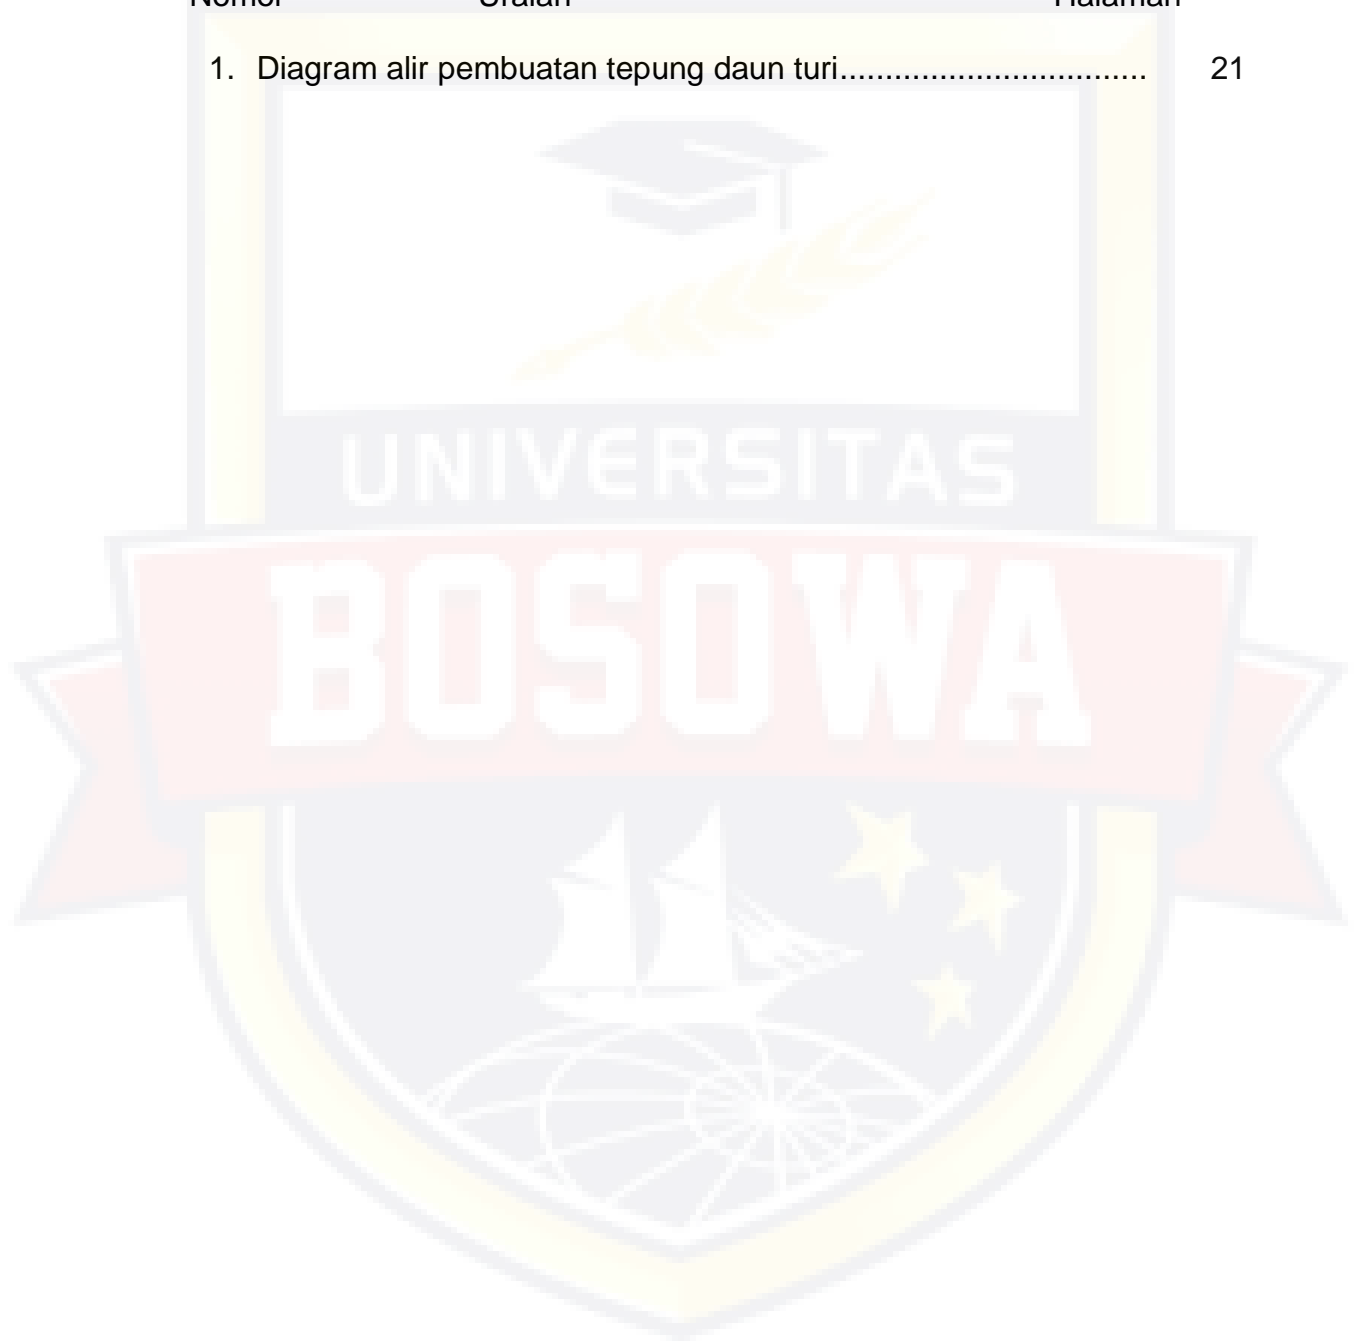 Nomor Uraian Halaman
1. Diagram alir pembuatan tepung daun turi.................................. 21
UNIVERSITAS
BOSOWA